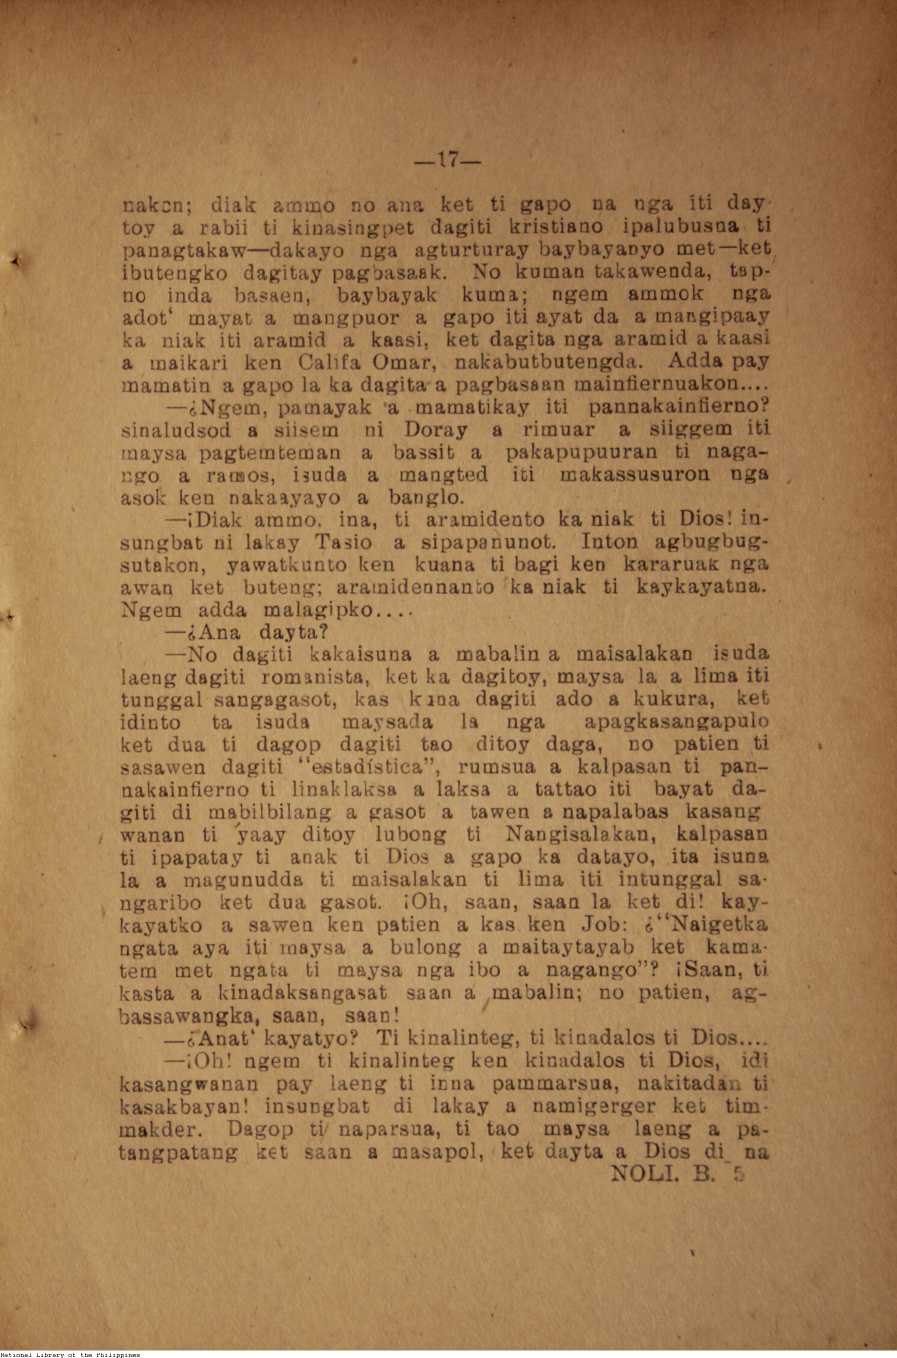 —17—
naken; diak ammo no ana ket ti gapo na nga iti day-
toy a rabii ti kinasingpet dagiti kristiano ipalubusna ti
panagtakaw—dakayo nga agturturay baybayanyo met—ket
ibutengko dagitay pagbasaak. No kuman takawenda, tap-
no inda basaen, baybayak kuma; ngem ammok nga
adot‘ mayat a mangpuor a gapo iti ayat da a mangipaay
ka niak iti aramid a kaasi, ket dagita nga aramid a kaasi
a maikari ken Califa Omar, nakabutbutengda. Adda pay
mamatin a gapo la ka dagita a pagbasaan mainfiernuakon....
—¿Ngem, pamayak a mamatikay iti pannakainfierno?
sinaludsod a siisem ni Doray a rimuar a siiggem iti
maysa pagtemteman a bassit a pakapupuuran ti naga-
ngo a ramos, isuda a mangted iti makassusuron nga
asok ken nakaayayo a banglo.
—¡Diak ammo, ina, ti aramidento ka niak ti Dios! in-
sungbat ni lakay Tasio a sipapanunot. Inton agbugbug-
sutakon, yawatkunto ken kuana ti bagi ken kararuak nga
awan ket buteng; aramidennanto ka niak ti kaykayatna.
Ngem adda malagipko....
—¿Ana dayta?
—No dagiti kakaisuna a mabalin a maisalakan isuda
laeng dagiti romanista, ket ka dagitoy, maysa la a lima iti
tunggal sangagasot, kas kuna dagiti ado a kukura, ket
idinto ta isuda maysada la nga apagkasangapulo
ket dua ti dagop dagiti tao ditoy daga, no patien ti
sasawen dagiti “estadística”, rumsua a kalpasan ti pan-
nakainfierno ti linaklaksa a laksa a tattao iti bayat da-
giti di mabilbilang a gasot a tawen a napalabas kasang
wanan ti yaay ditoy lubong ti Nangisalakan, kalpasan
ti ipapatay ti anak ti Dios a gapo ka datayo, ita isuna
la a magunudda ti maisalakan ti lima iti intunggal sa-
ngaribo ket dua gasot. ¡Oh, saan, saan la ket di! kay-
kayatko a sawen ken patien a kas ken Job: ¿“Naigetka
ngata aya iti maysa a bulong a maitaytayab ket kama-
tem met ngata ti maysa nga ibo a nagango”? ¡Saan, ti
kasta a kinadaksangasat saan a mabalin; no patien, ag-
bassawangka, saan, saan!
—¿Anat‘ kayatyo? Ti kinalinteg, ti kinadalos ti Dios....
—¡Oh! ngem ti kinalinteg ken kinadalos ti Dios, idi
kasangwanan pay laeng ti inna pammarsua, nakitadan ti
kasakbayan! insungbat di lakay a namigerger ket tim-
makder. Dagop ti naparsua, ti tao maysa laeng a pa-
tangpatang ket saan a masapol, ket dayta a Dios di na
NOLI. B. 5
National Library of the Philippines